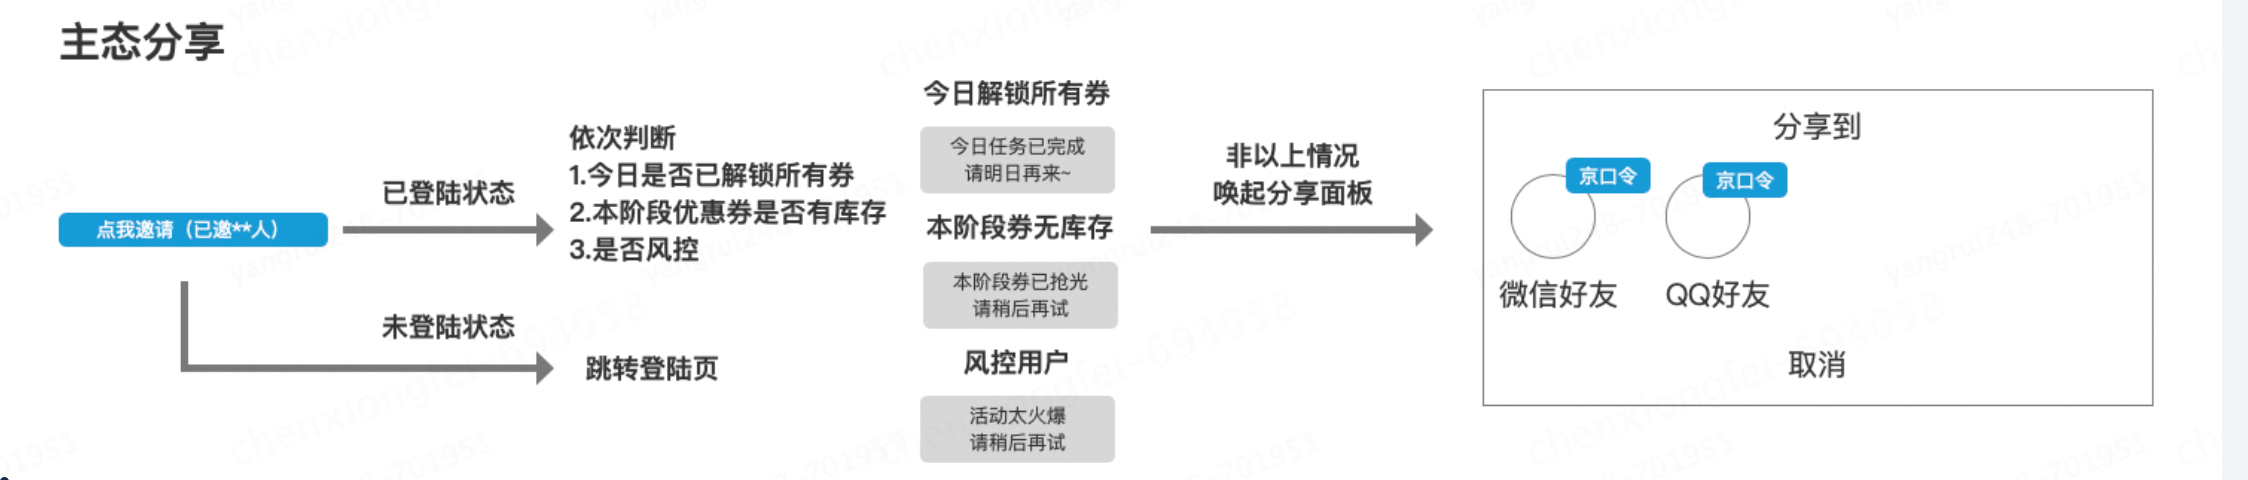 主态分享
点我邀请（已邀**人）
已登陆状态
未登陆状态
跳转登陆页
依次判断
1.今日是否已解锁所有券
2.本阶段优惠券是否有库存
3.是否风控
今日解锁所有券
今日任务已完成
请明日再来~
本阶段券无库存
本阶段券已抢光
请稍后再试
风控用户
活动太火爆
请稍后再试
非以上情况
唤起分享面板
分享到
京口令
京口令
微信好友
QQ好友
取消